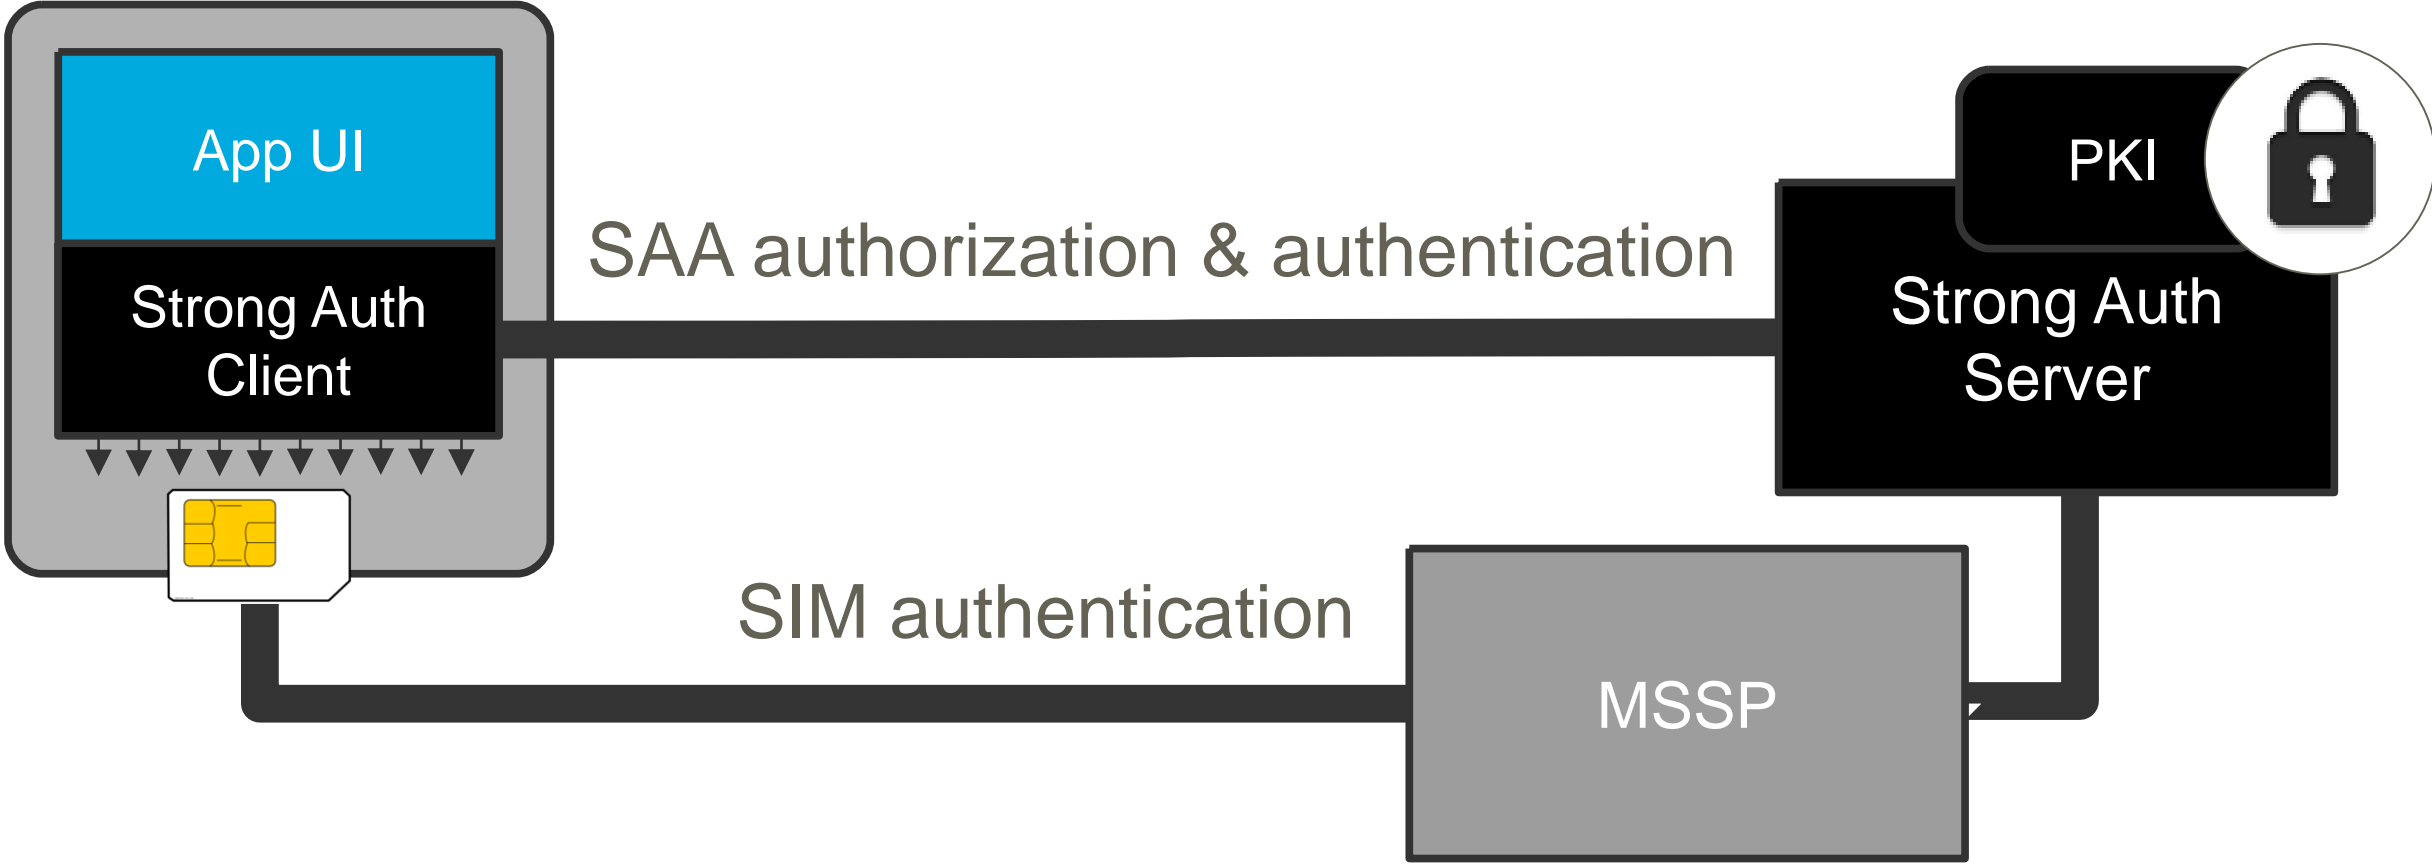 App UI
Strong Auth
Client
SAA authorization & authentication
PKI
Strong Auth
Server
SIM authentication
MSSP